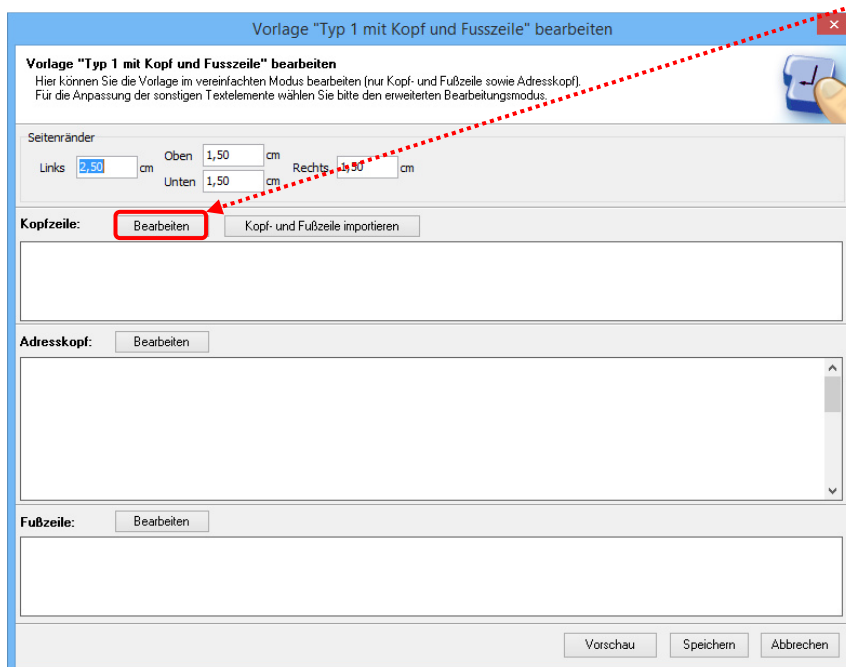 Vorlage "Typ 1 mit Kopf und Fusszeile" bearbeiten
Vorlage "Typ 1 mit Kopf und Fusszeile" bearbeiten
Hier können Sie die Vorlage im vereinfachten Modus bearbeiten (nur Kopf- und Fußzeile sowie Adresskopf).
Für die Anpassung der sonstigen Textelemente wählen Sie bitte den erweiterten Bearbeitungsmodus.
Seitenränder
Links 2,50 cm Oben 1,50 cm Rechts 1,50 cm
Unten 1,50 cm
Kopfzeile: Bearbeiten Kopf- und Fußzeile importieren
Adresskopf: Bearbeiten
Fußzeile: Bearbeiten
Vorschau Speichern Abbrechen